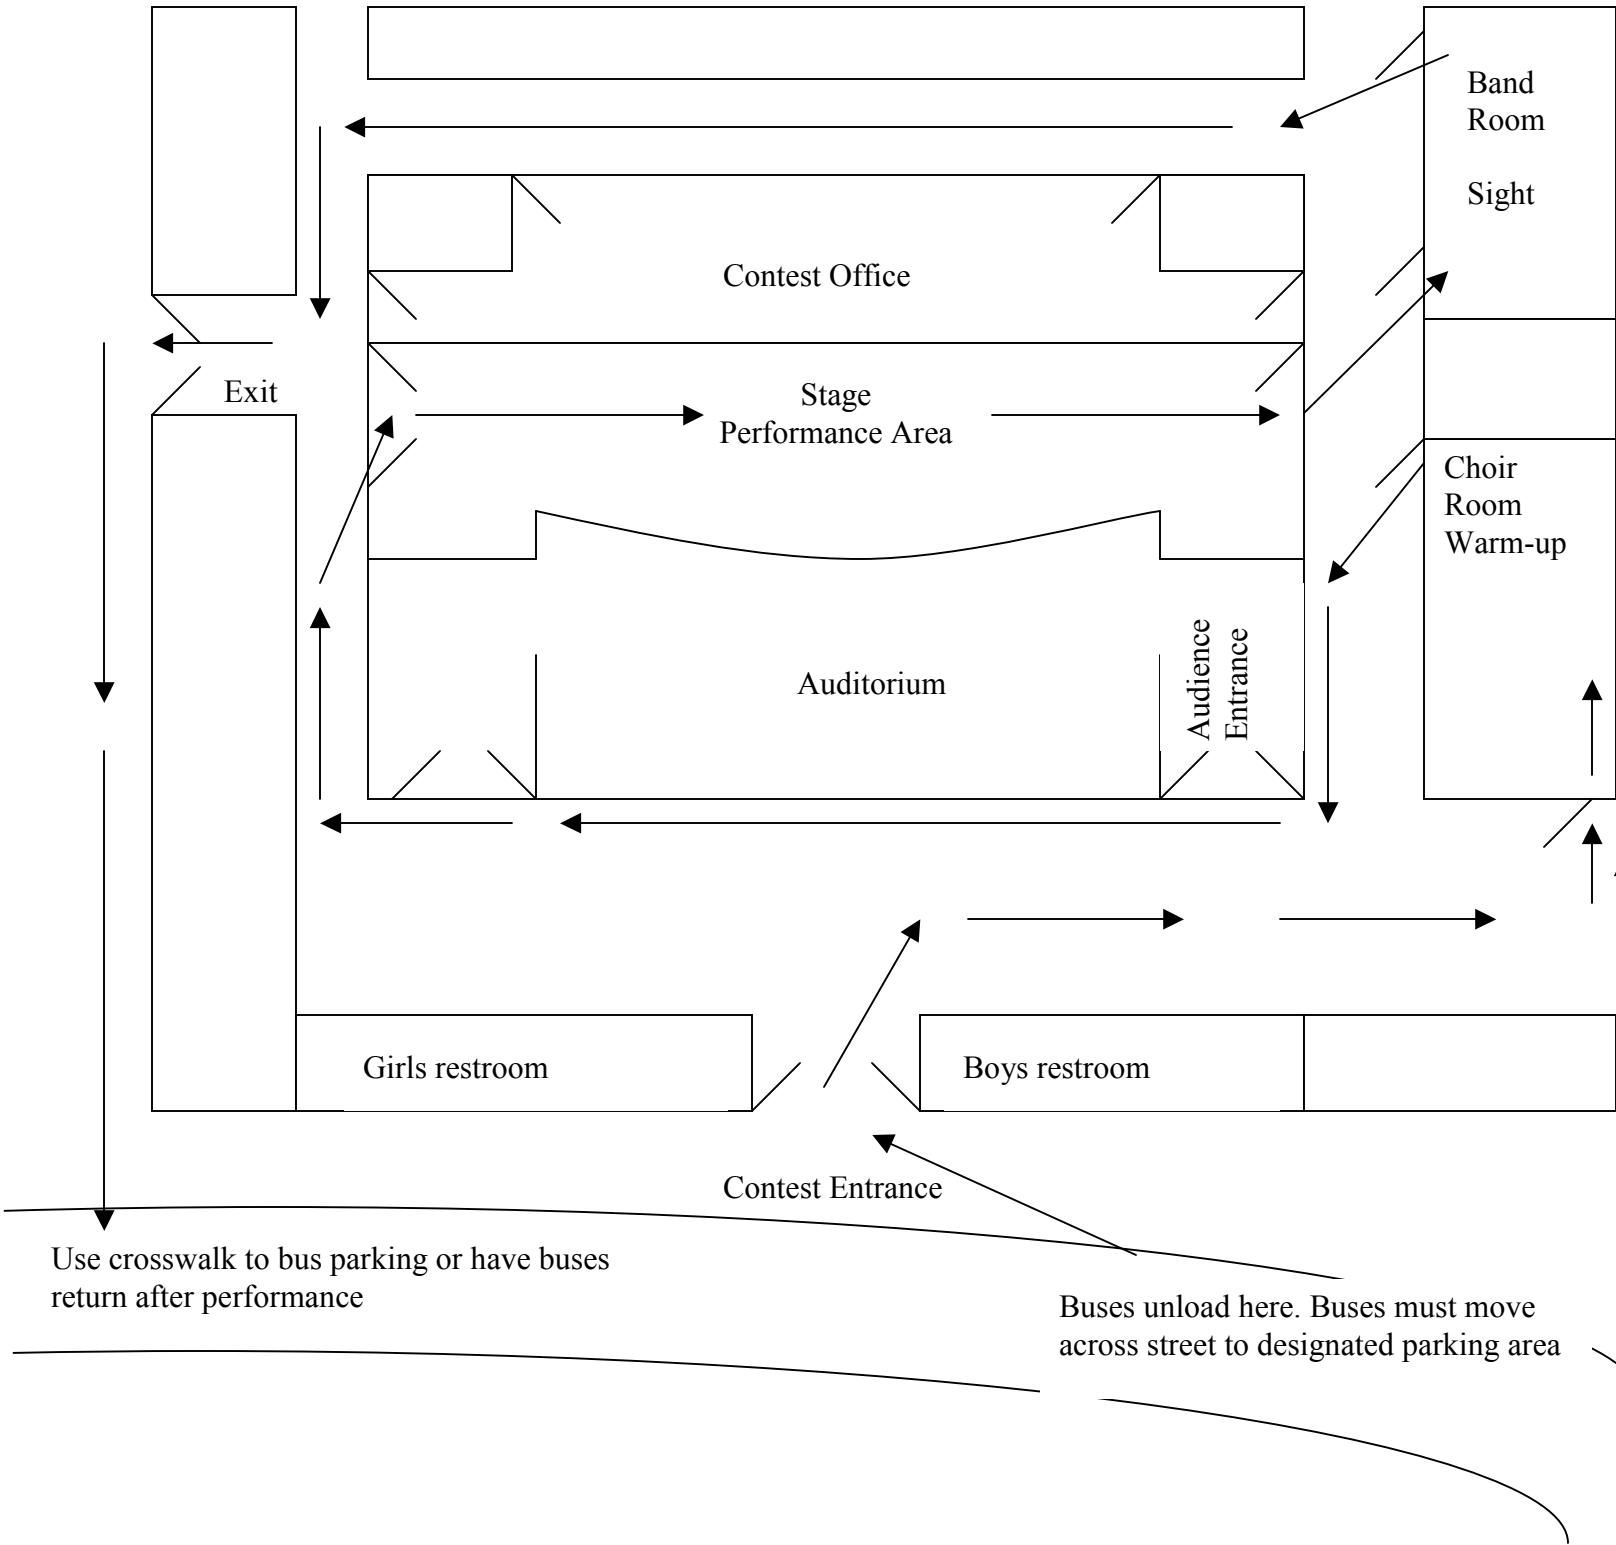 Band
Room
Sight
Contest Office
Exit
Stage
Performance Area
Choir
Room
Warm-up
Audience
Entrance
Auditorium
Girls restroom
Boys restroom
Contest Entrance
Use crosswalk to bus parking or have buses
return after performance
Buses unload here. Buses must move
across street to designated parking area